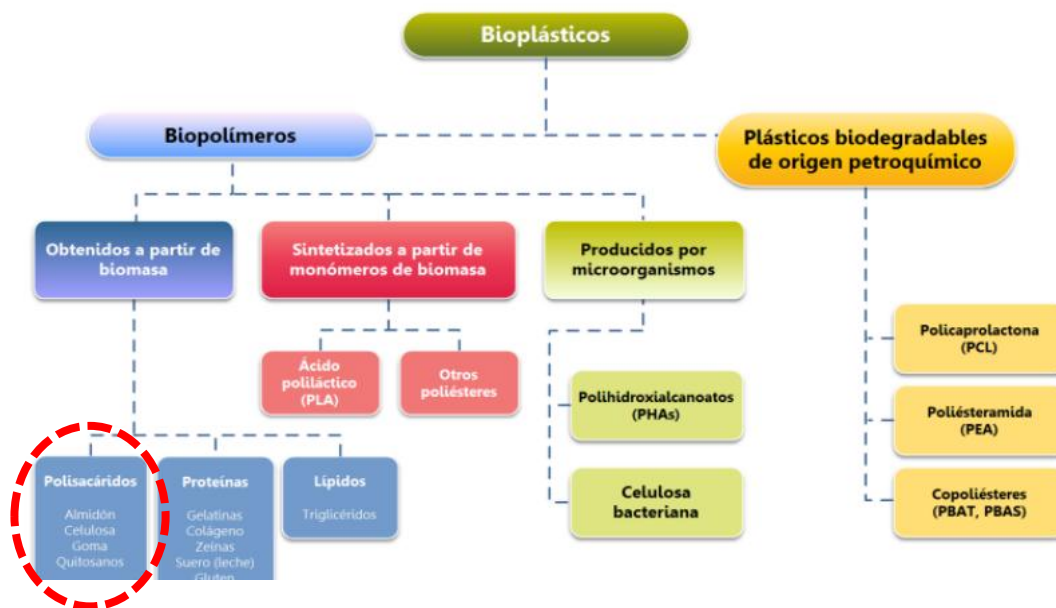 Bioplásticos
Biopolímeros
Plásticos biodegradables
de origen petroquímico
Obtenidos a partir de
biomasa
Sintetizados a partir de
monómeros de biomasa
Producidos por
microorganismos
Ácido
poliláctico
(PLA)
Otros
poliésteres
Polihidroxialcanoatos
(PHAs)
Celulosa
bacteriana
Policaprolactona
(PCL)
Poliésteramida
(PEA)
Copoliésteres
(PBAT, PBAS)
Polisacáridos
Almidón
Celulosa
Goma
Quitosanos
Proteínas
Gelatinas
Colágeno
Zeínas
Suero (leche)
Gluten
Lípidos
Triglicéridos